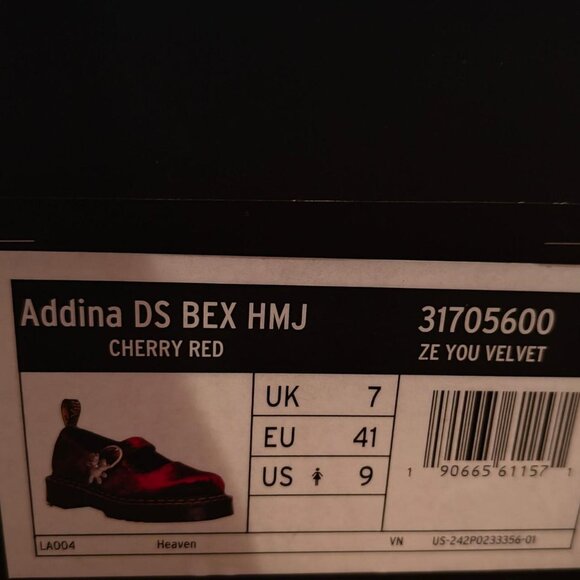 Addina DS BEX HMJ 31705600
CHERRY RED ZE YOU VELVET
UK 7
EU 41
US 9
1 90665 61157 1
LA004 Heaven VN US-242P0233356-01